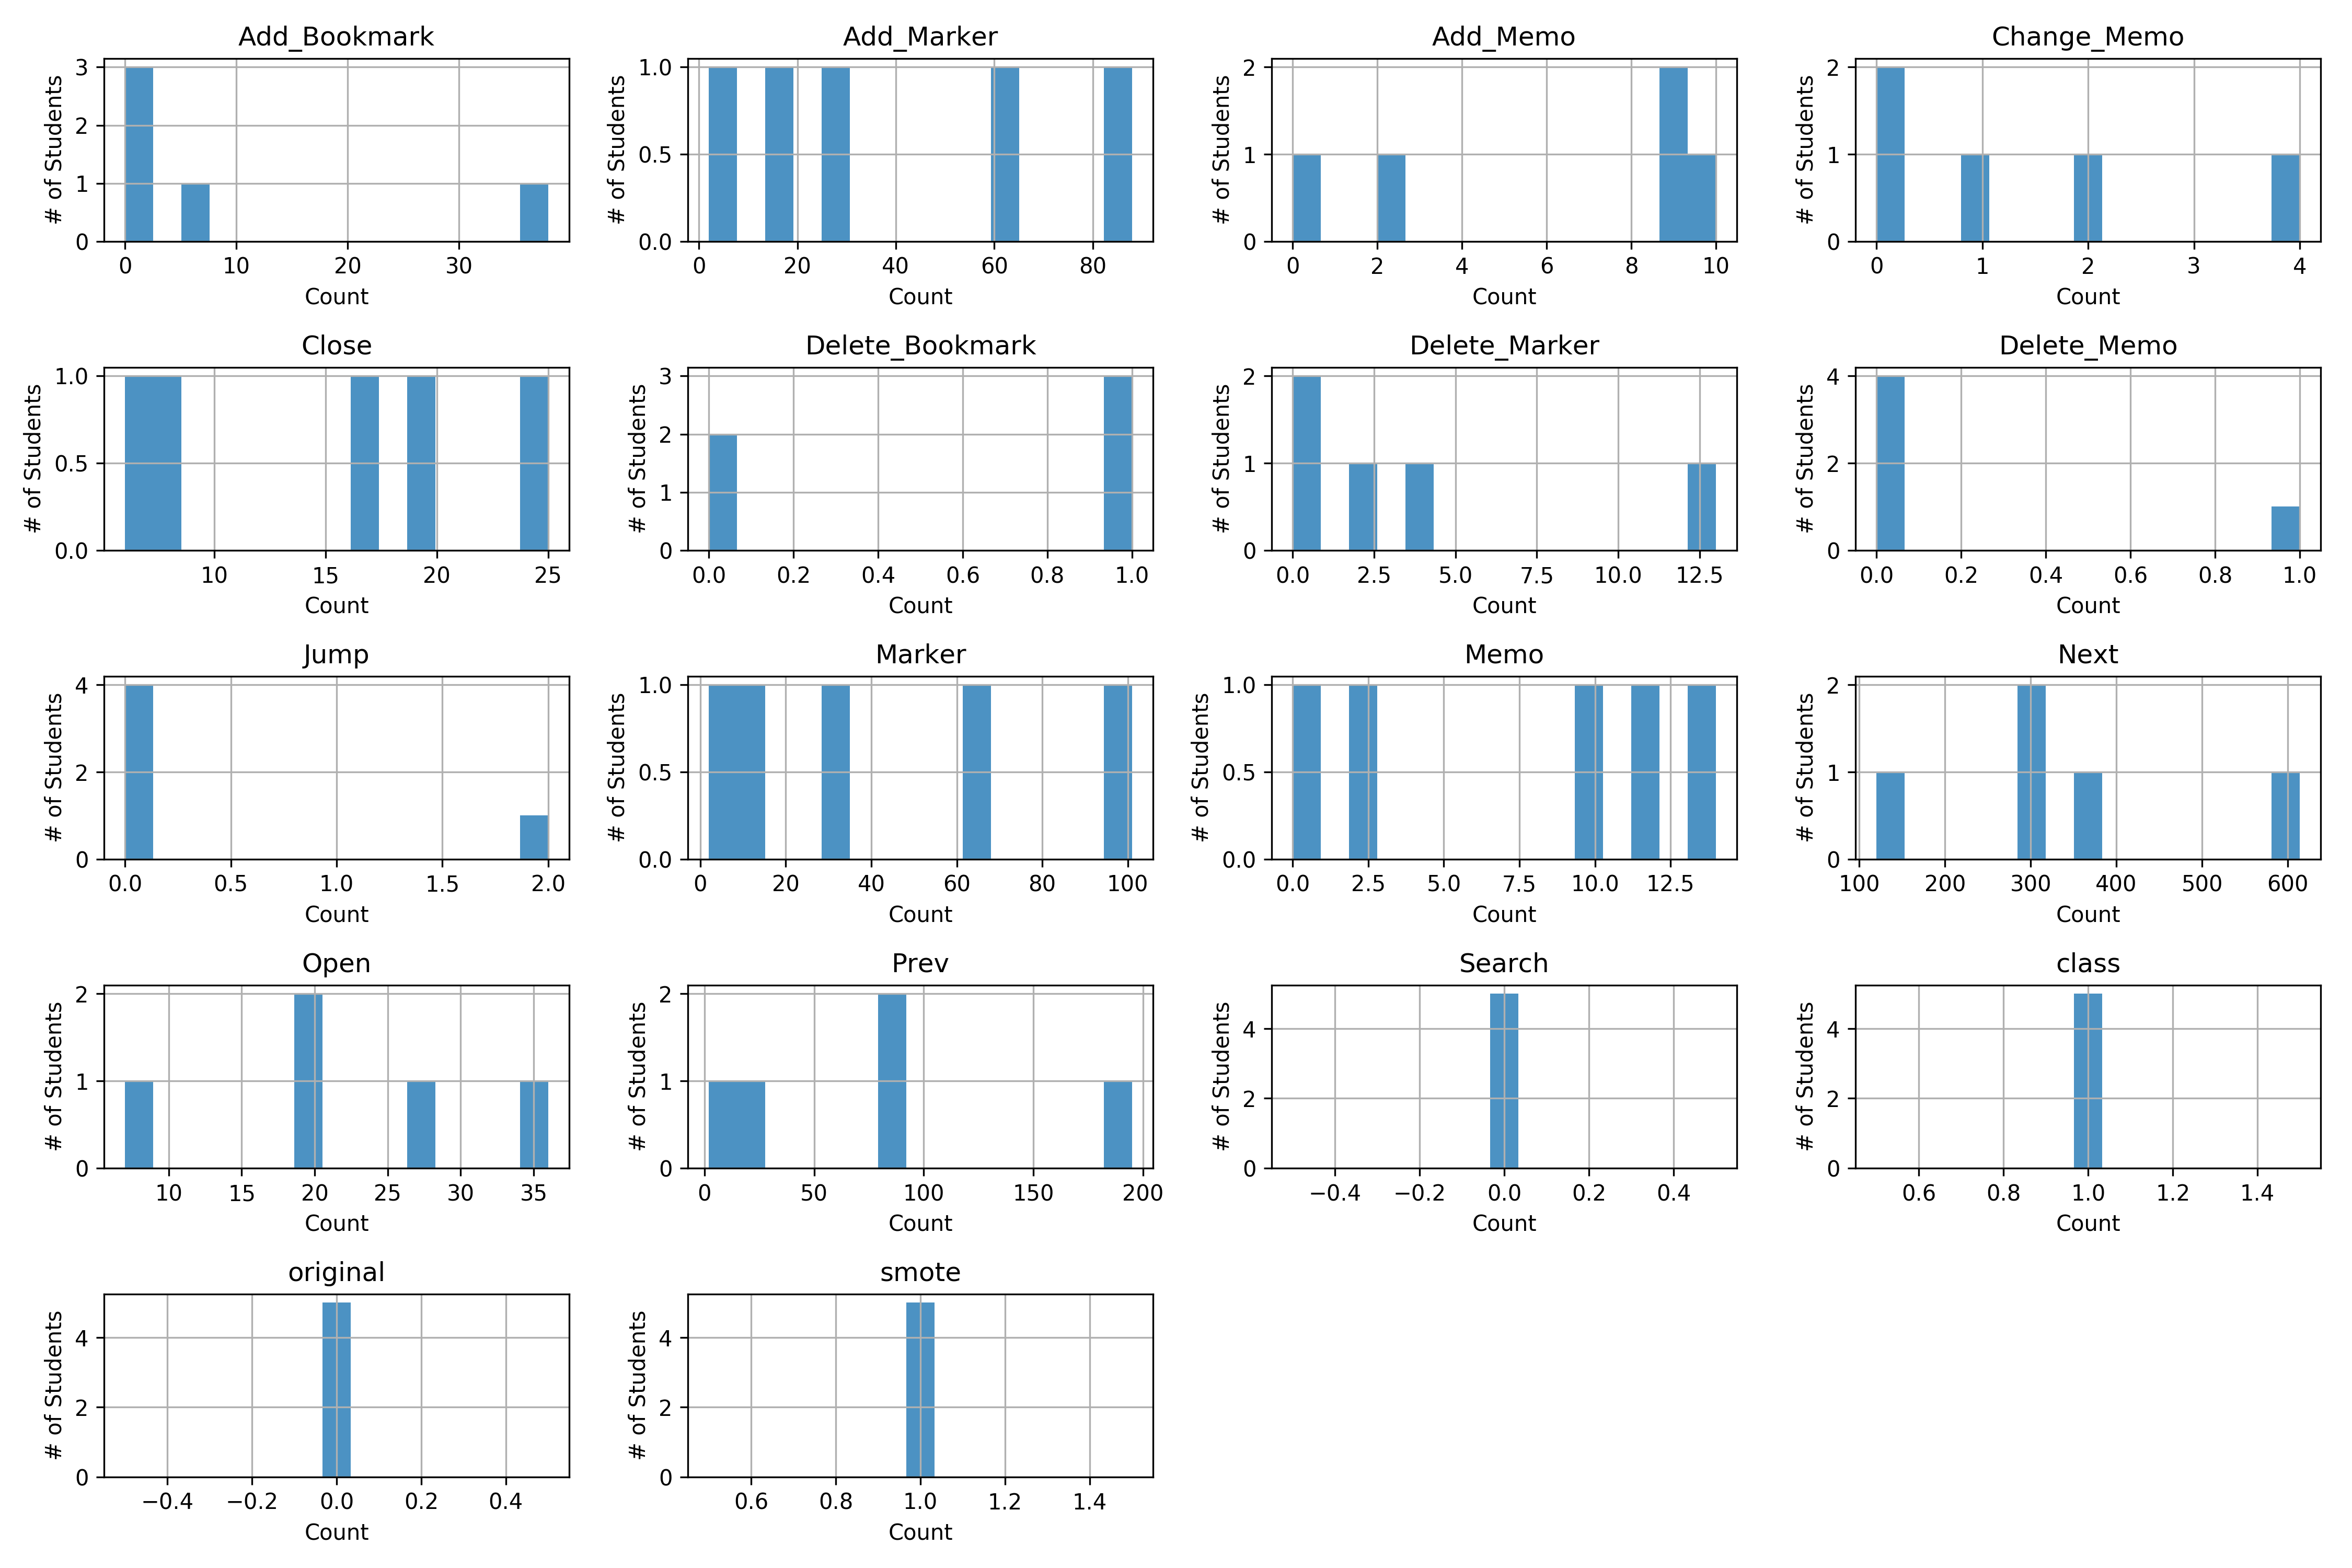 Add_Bookmark
# of Students
3
2
1
0
0 10 20 30
Count
Add_Marker
# of Students
1.0
0.5
0.0
0 20 40 60 80
Count
Add_Memo
# of Students
2
1
0
0 2 4 6 8 10
Count
Change_Memo
# of Students
2
1
0
0 1 2 3 4
Count
Close
# of Students
1.0
0.5
0.0
10 15 20 25
Count
Delete_Bookmark
# of Students
3
2
1
0
0.0 0.2 0.4 0.6 0.8 1.0
Count
Delete_Marker
# of Students
2
1
0
0.0 2.5 5.0 7.5 10.0 12.5
Count
Delete_Memo
# of Students
4
2
0
0.0 0.2 0.4 0.6 0.8 1.0
Count
Jump
# of Students
4
2
0
0.0 0.5 1.0 1.5 2.0
Count
Marker
# of Students
1.0
0.5
0.0
0 20 40 60 80 100
Count
Memo
# of Students
1.0
0.5
0.0
0.0 2.5 5.0 7.5 10.0 12.5
Count
Next
# of Students
2
1
0
100 200 300 400 500 600
Count
Open
# of Students
2
1
0
10 15 20 25 30 35
Count
Prev
# of Students
2
1
0
0 50 100 150 200
Count
Search
# of Students
4
2
0
−0.4 −0.2 0.0 0.2 0.4
Count
class
# of Students
4
2
0
0.6 0.8 1.0 1.2 1.4
Count
original
# of Students
4
2
0
−0.4 −0.2 0.0 0.2 0.4
Count
smote
# of Students
4
2
0
0.6 0.8 1.0 1.2 1.4
Count